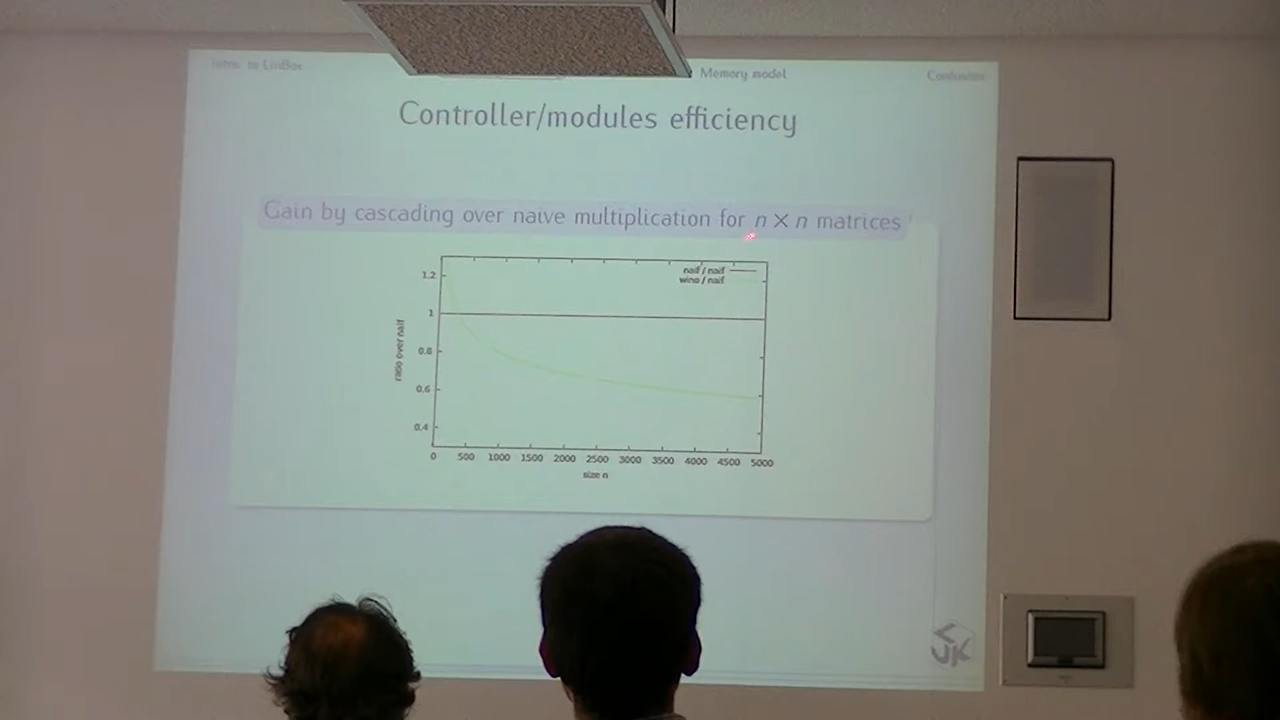 Intro. to LinBox
Memory model
Conclusion
Controller/modules efficiency
Gain by cascading over naive multiplication for n × n matrices
naif / naif
wino / naif
1.2
1
0.8
0.6
0.4
ratio over naif
0 500 1000 1500 2000 2500 3000 3500 4000 4500 5000
size n